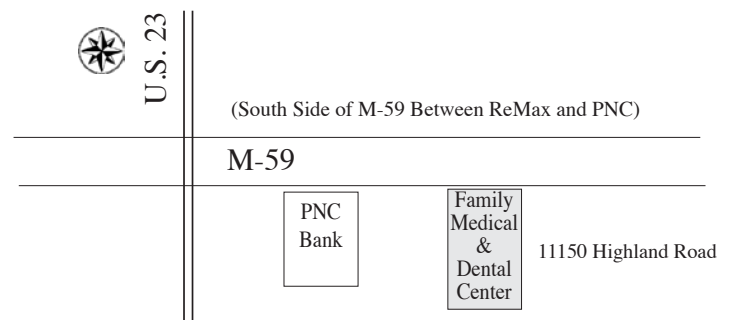 U.S. 23
(South Side of M-59 Between ReMax and PNC)
M-59
PNC
Bank
Family
Medical
&
Dental
Center
11150 Highland Road